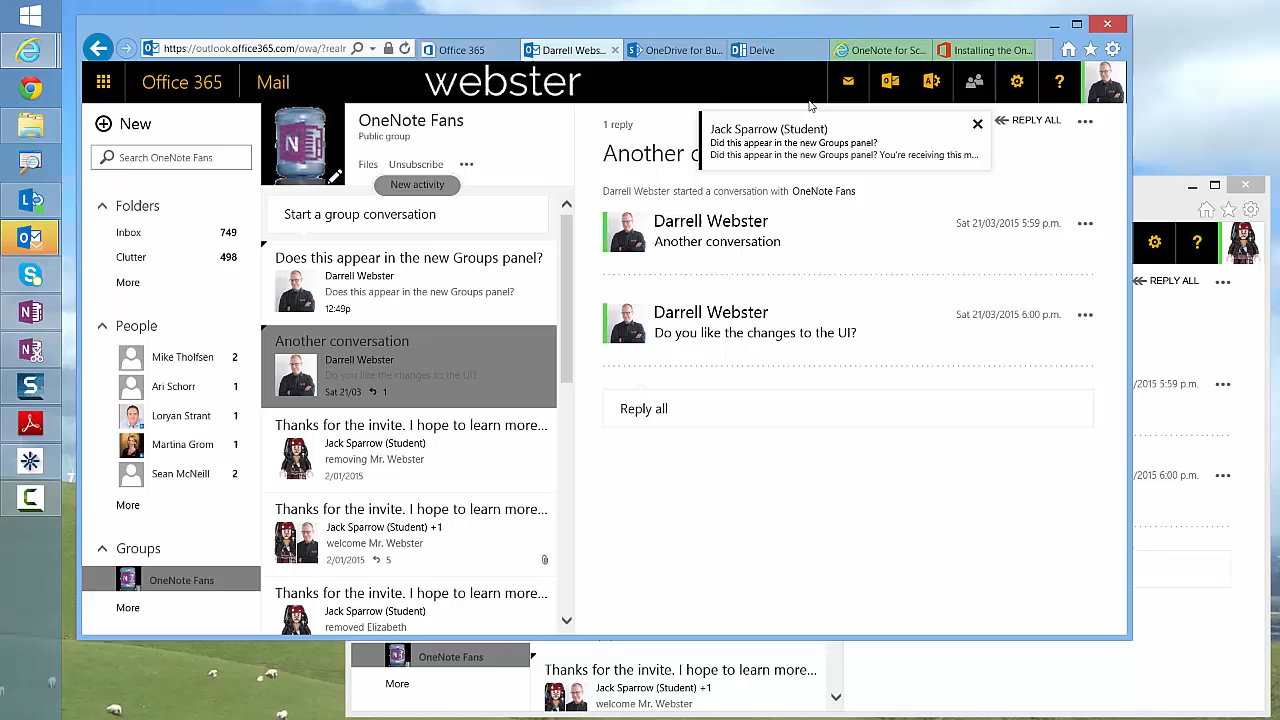 https://outlook.office365.com/owa/?realr
Office 365
Darrell Webs...
OneDrive for Bu...
Delve
OneNote for Sc...
Installing the On...
Office 365
Mail
webster
?
New
Search OneNote Fans
Folders
Inbox 749
Clutter 498
More
People
Mike Tholfsen 2
Ari Schorr 1
Loryan Strant 1
Martina Grom 1
Sean McNeill 2
More
Groups
OneNote Fans
More
OneNote Fans
Public group
Files Unsubscribe
New activity
Start a group conversation
Does this appear in the new Groups panel?
Darrell Webster
Does this appear in the new Groups panel?
12:49p
Another conversation
Darrell Webster
Do you like the changes to the UI?
Sat 21/03 1
Thanks for the invite. I hope to learn more...
Jack Sparrow (Student)
removing Mr. Webster
2/01/2015
Thanks for the invite. I hope to learn more...
Jack Sparrow (Student) +1
welcome Mr. Webster
2/01/2015 5
Thanks for the invite. I hope to learn more...
Jack Sparrow (Student)
removed Elizabeth
1 reply
REPLY ALL
Another c
Jack Sparrow (Student)
Did this appear in the new Groups panel?
Did this appear in the new Groups panel? You're receiving this m...
Darrell Webster started a conversation with OneNote Fans
Darrell Webster Sat 21/03/2015 5:59 p.m.
Another conversation
Darrell Webster Sat 21/03/2015 6:00 p.m.
Do you like the changes to the UI?
Reply all
?
REPLY ALL
/2015 5:59 p.m.
/2015 6:00 p.m.
OneNote Fans
More
Thanks for the invite. I hope to learn more...
Jack Sparrow (Student) +1
welcome Mr. Webster